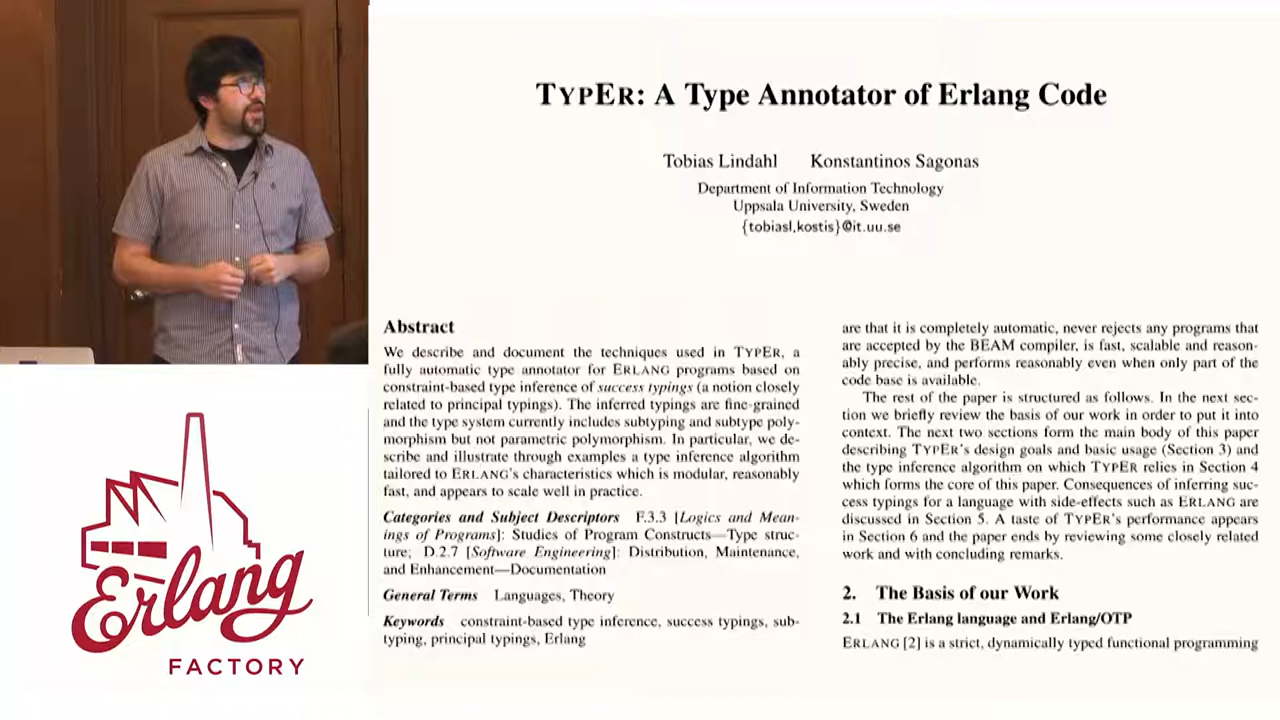 TYPER: A Type Annotator of Erlang Code
Tobias Lindahl Konstantinos Sagonas
Department of Information Technology
Uppsala University, Sweden
{tobiasl,kostis}@it.uu.se
Abstract
We describe and document the techniques used in TYPER, a
fully automatic type annotator for ERLANG programs based on
constraint-based type inference of success typings (a notion closely
related to principal typings). The inferred typings are fine-grained
and the type system currently includes subtyping and subtype poly-
morphism but not parametric polymorphism. In particular, we de-
scribe and illustrate through examples a type inference algorithm
tailored to ERLANG's characteristics which is modular, reasonably
fast, and appears to scale well in practice.
Categories and Subject Descriptors F.3.3 [Logics and Mean-
ings of Programs]: Studies of Program Constructs—Type struc-
ture; D.2.7 [Software Engineering]: Distribution, Maintenance,
and Enhancement—Documentation
General Terms Languages, Theory
Keywords constraint-based type inference, success typings, sub-
typing, principal typings, Erlang
are that it is completely automatic, never rejects any programs that
are accepted by the BEAM compiler, is fast, scalable and reason-
ably precise, and performs reasonably even when only part of the
code base is available.
The rest of the paper is structured as follows. In the next sec-
tion we briefly review the basis of our work in order to put it into
context. The next two sections form the main body of this paper
describing TYPER's design goals and basic usage (Section 3) and
the type inference algorithm on which TYPER relies in Section 4
which forms the core of this paper. Consequences of inferring suc-
cess typings for a language with side-effects such as ERLANG are
discussed in Section 5. A taste of TYPER's performance appears
in Section 6 and the paper ends by reviewing some closely related
work and with concluding remarks.
2. The Basis of our Work
2.1 The Erlang language and Erlang/OTP
ERLANG [2] is a strict, dynamically typed functional programming
Erlang
FACTORY